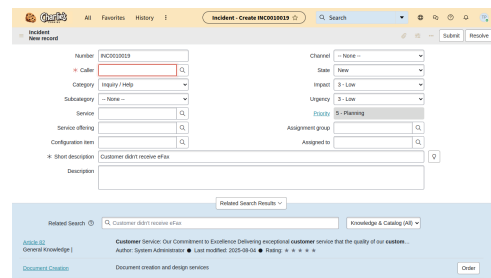 Charlie's All Favorites History Incident - Create INC0010019 ☆ Search
Incident
New record Submit Resolve
Number INC0010019 Channel -- None --
* Caller State New
Category Inquiry / Help Impact 3 - Low
Subcategory -- None -- Urgency 3 - Low
Service Priority 5 - Planning
Service offering Assignment group
Configuration item Assigned to
* Short description Customer didn't receive eFax
Description
Related Search Results
Related Search Customer didn't receive eFax Knowledge & Catalog (All)
Article 82 Customer Service: Our Commitment to Excellence Delivering exceptional customer service that the quality of our custom...
General Knowledge | Author: System Administrator ● Last modified: 2025-08-04 ● Rating: ★ ★ ★ ★ ★
Document Creation Document creation and design services Order